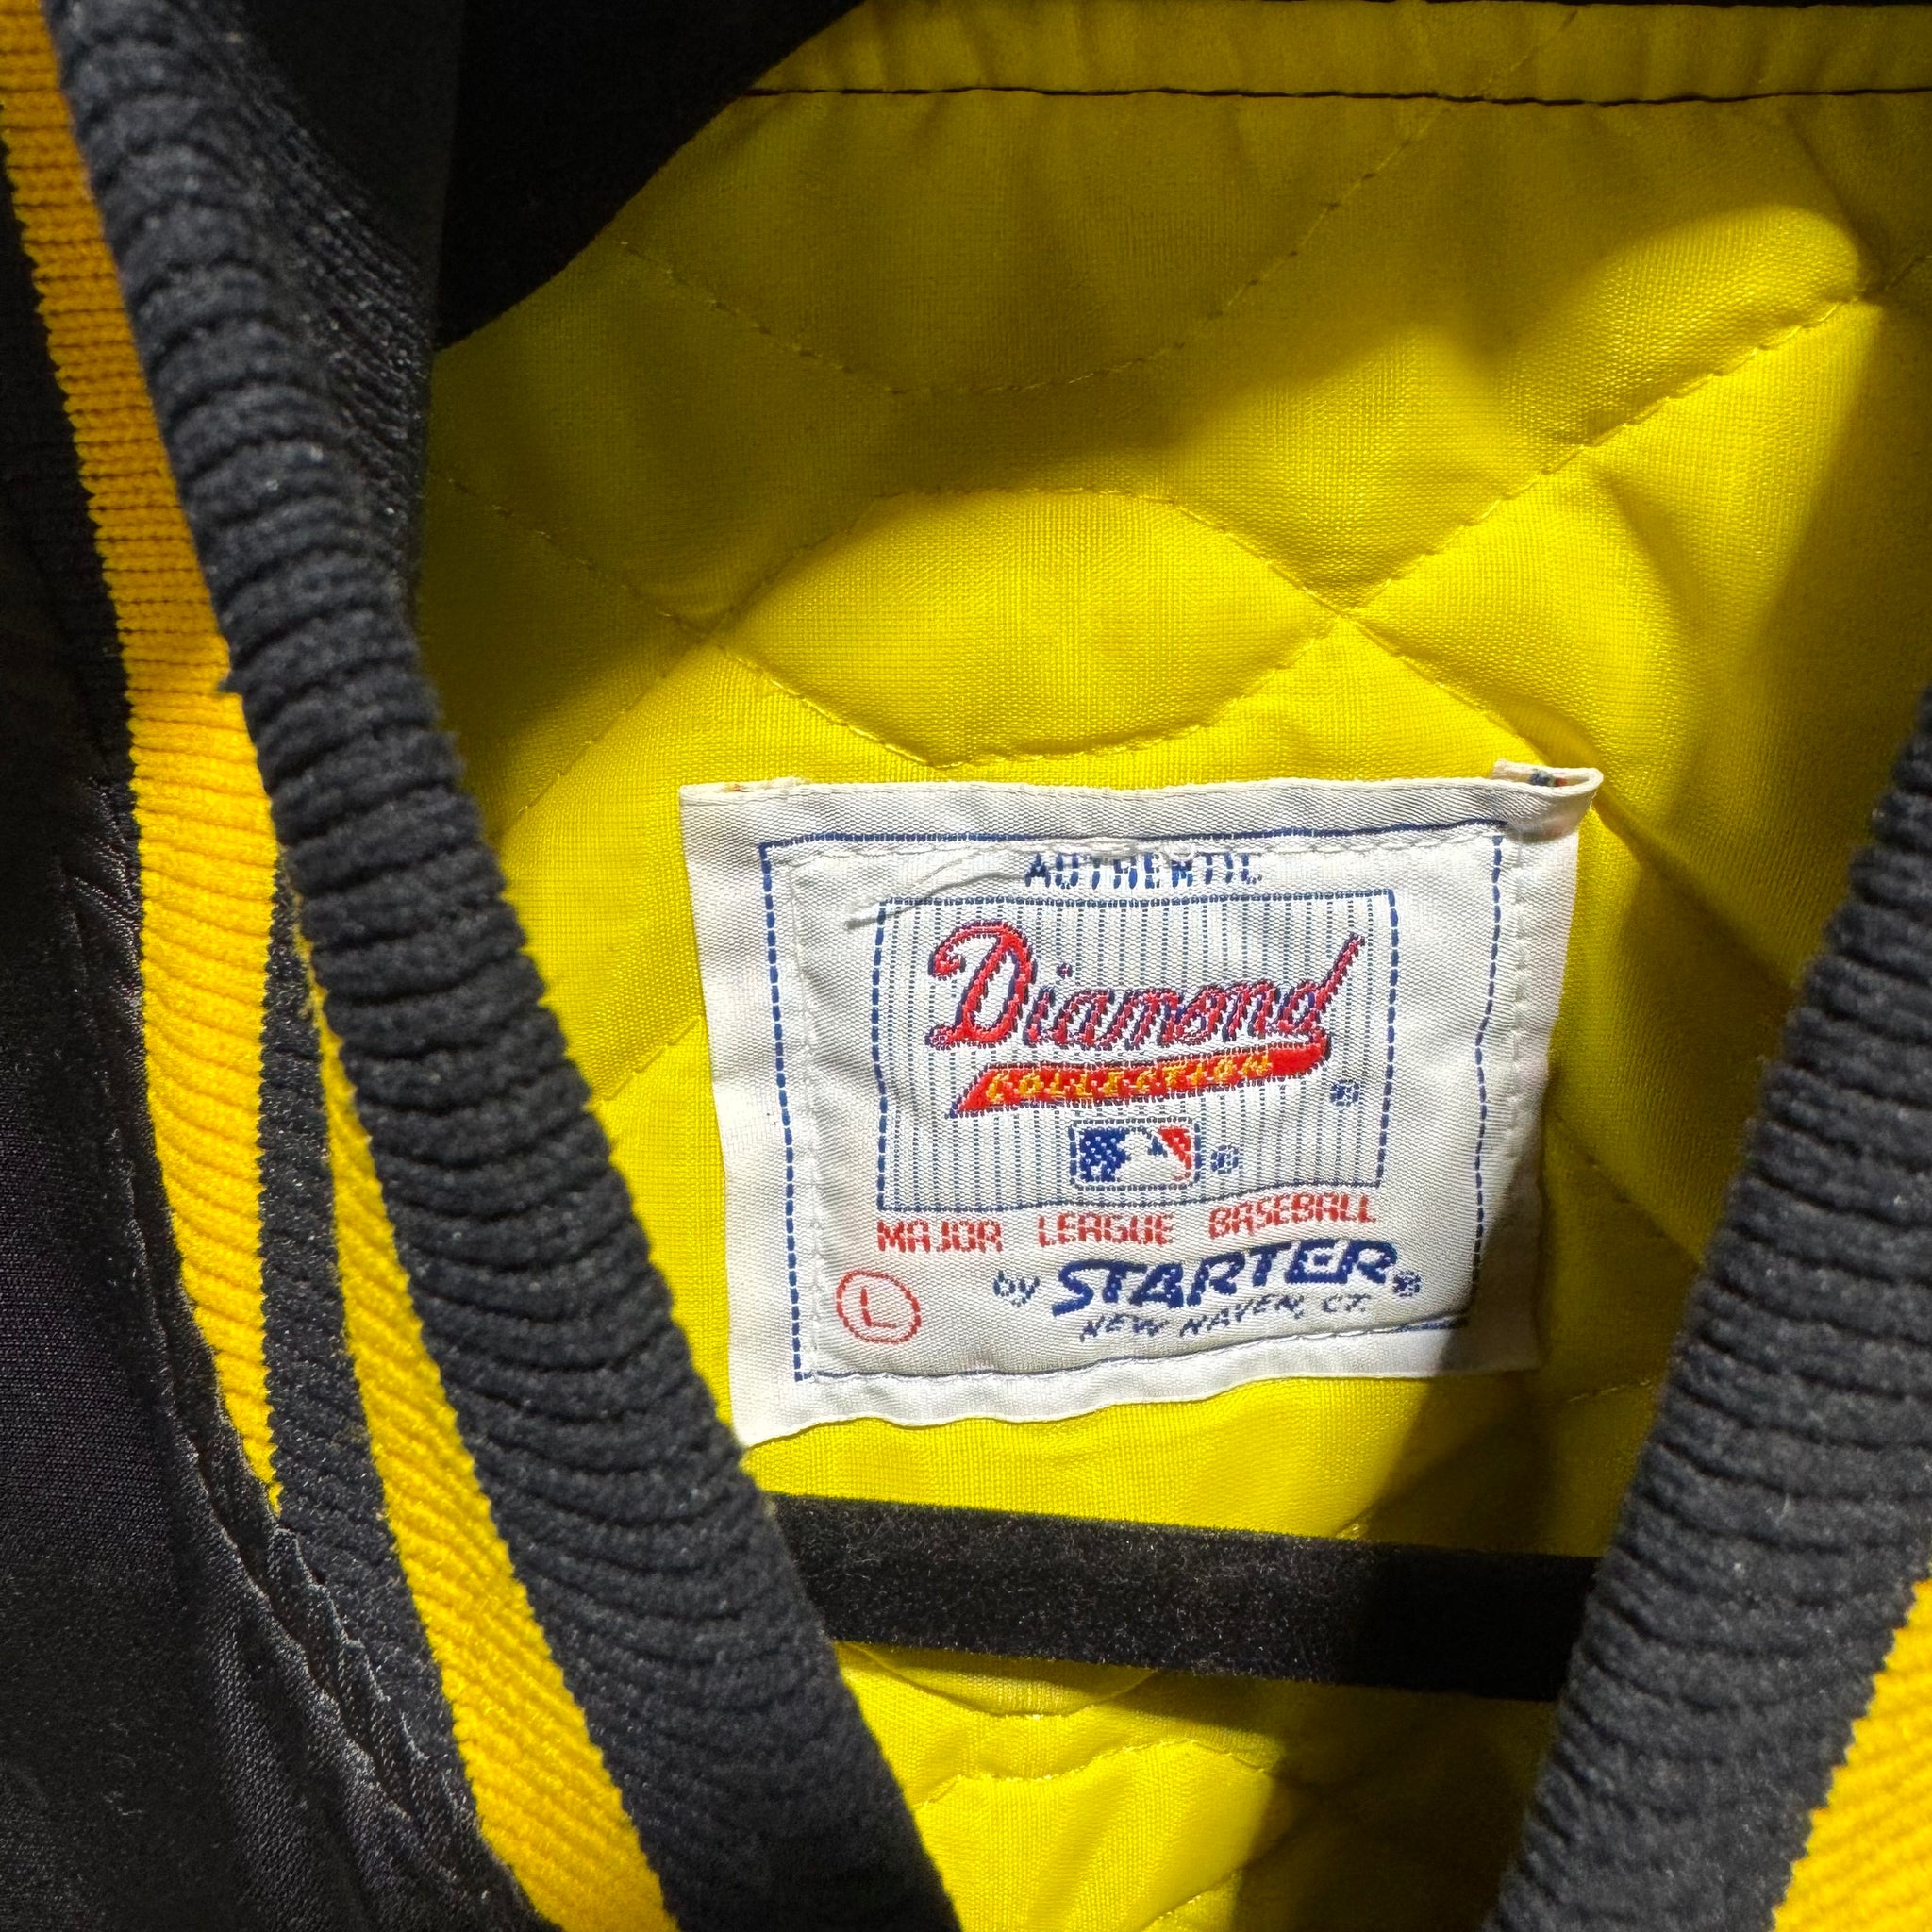 AUTHENTIC
Diamond
COLLECTION ®
®
MAJOR LEAGUE BASEBALL
by STARTER®
L
NEW HAVEN, CT.